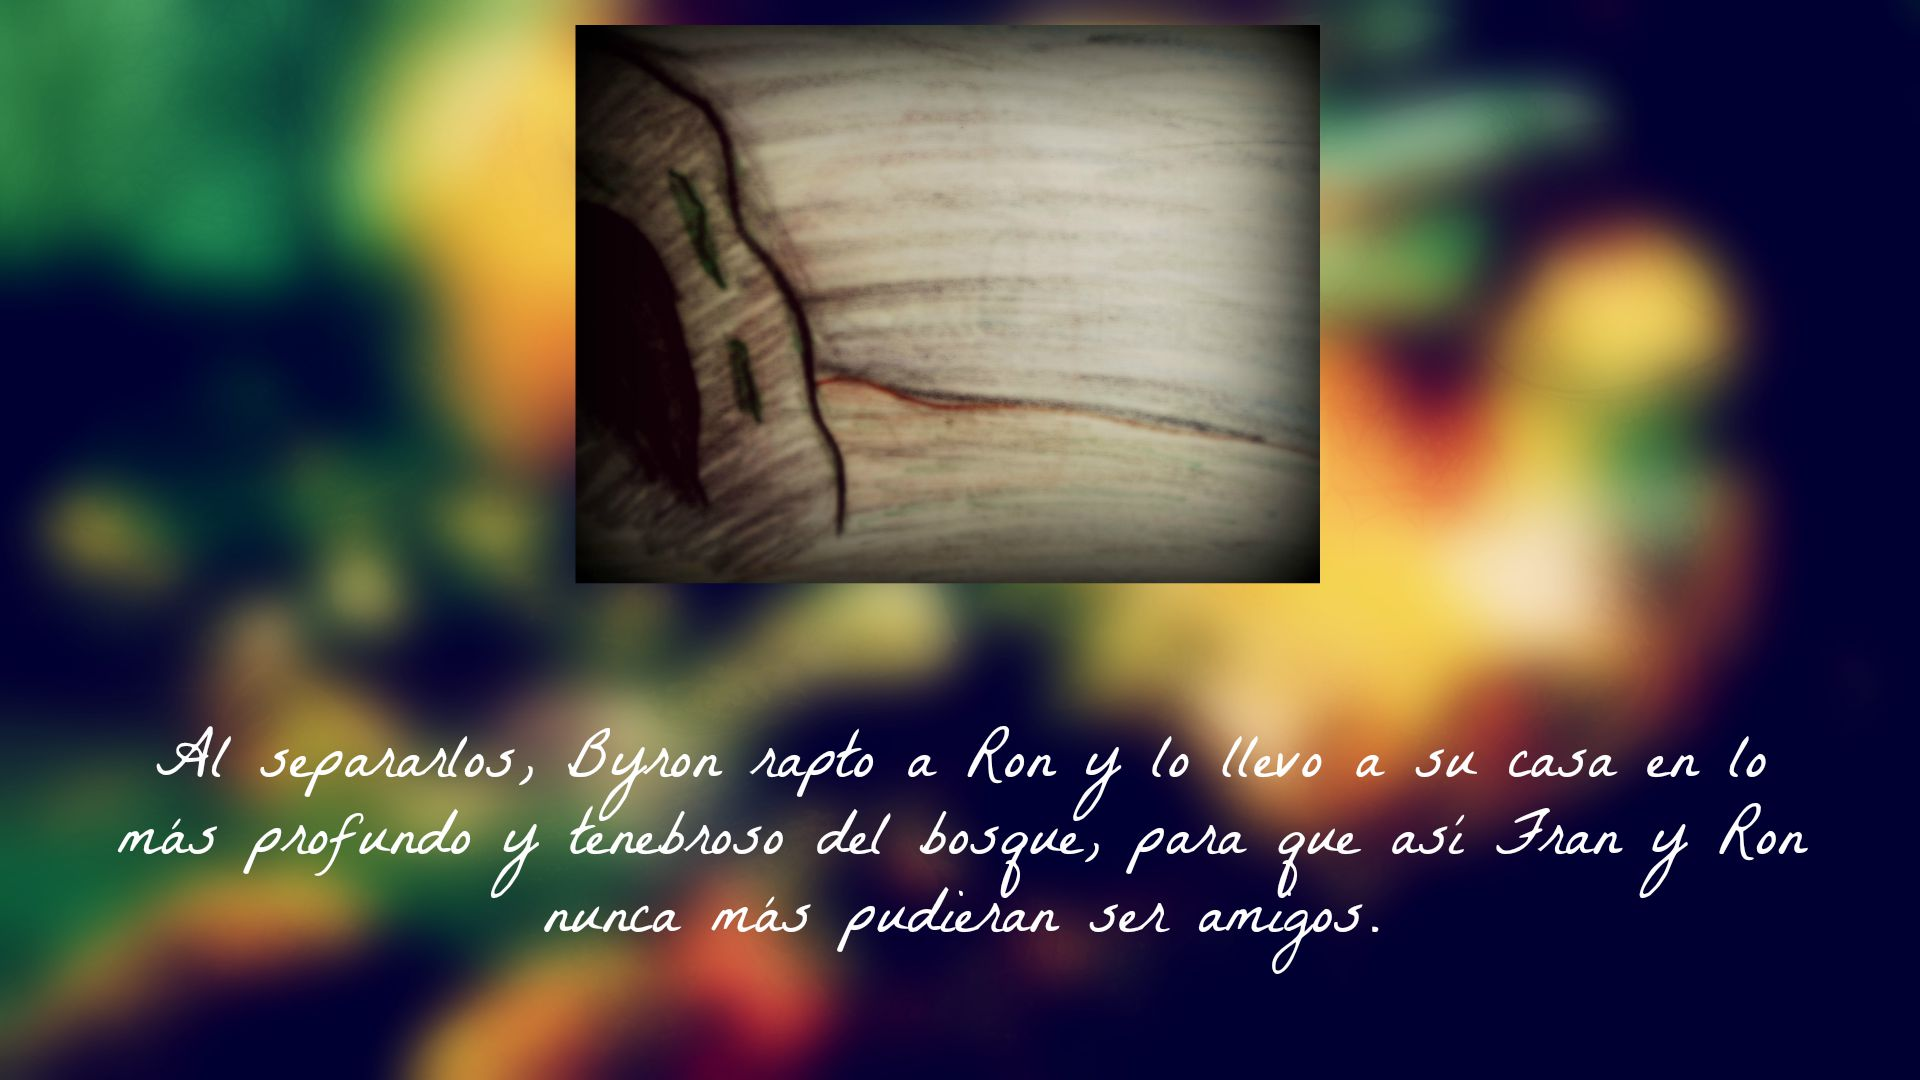 Al separarlos, Byron rapto a Ron y lo llevo a su casa en lo
más profundo y tenebroso del bosque, para que así Fran y Ron
nunca más pudieran ser amigos.